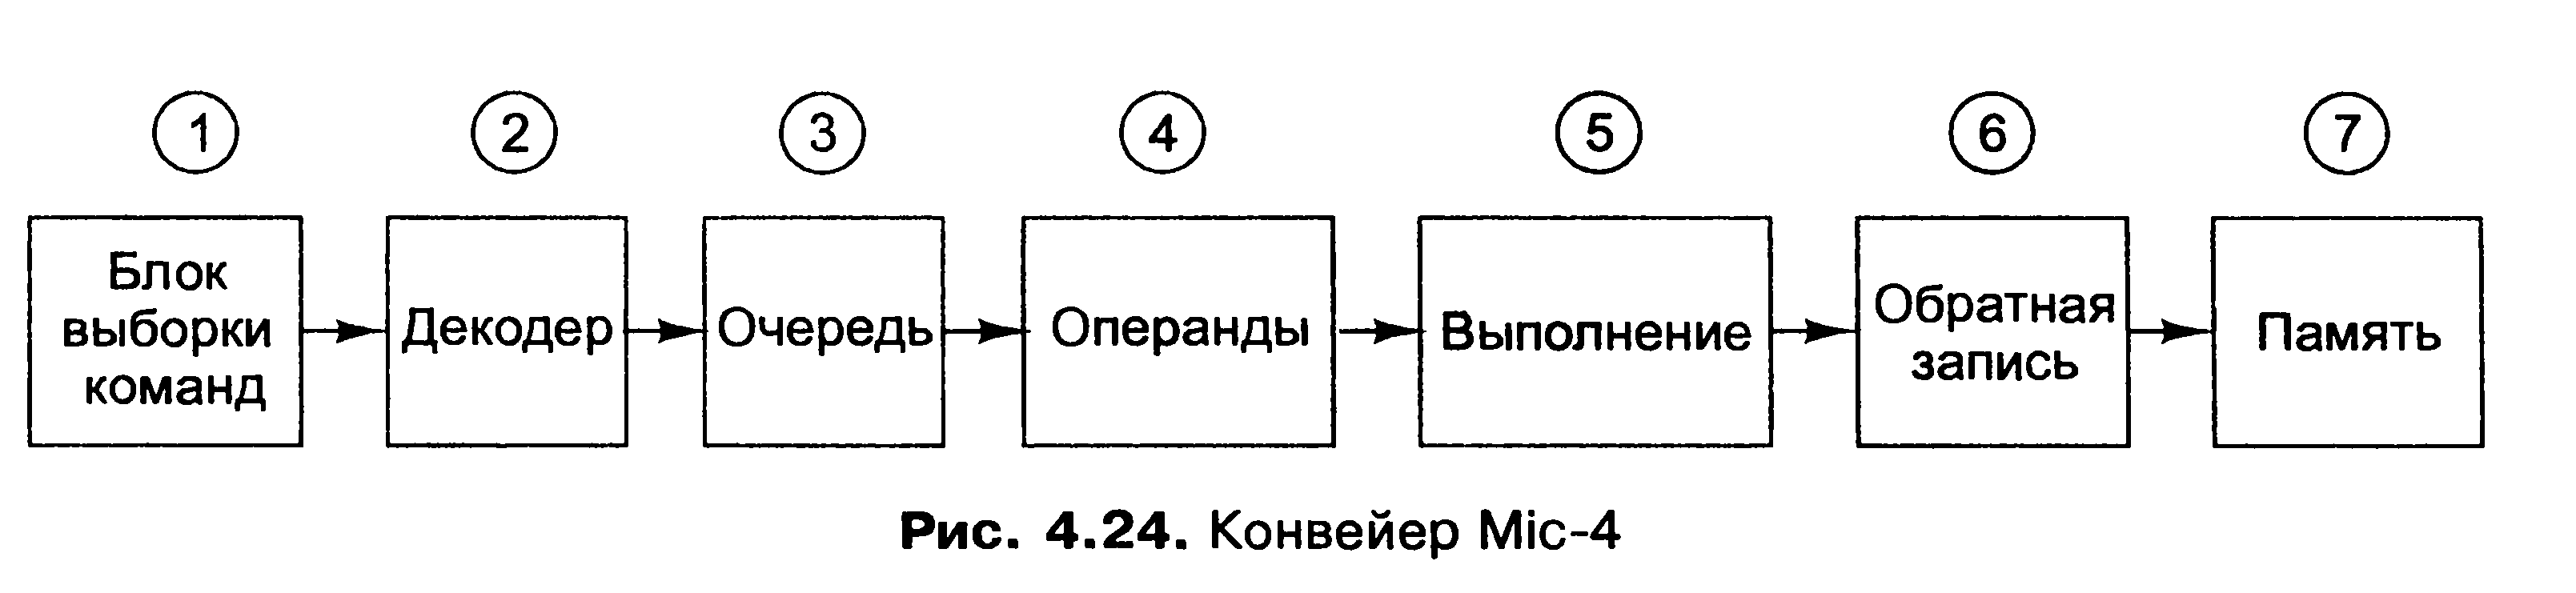 1 2 3 4 5 6 7
Блок
выборки
команд
Декодер
Очередь
Операнды
Выполнение
Обратная
запись
Память
Рис. 4.24. Конвейер Mic-4